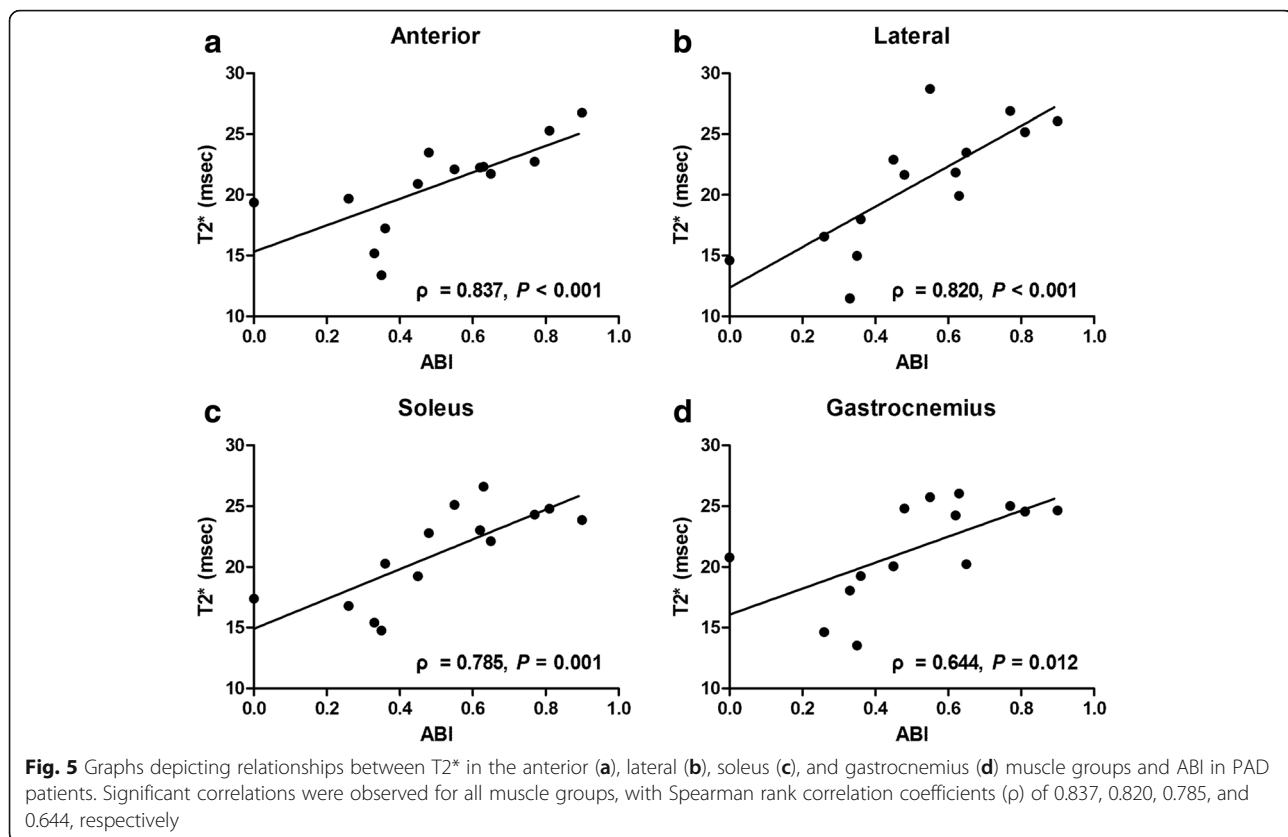 a
Anterior
30
25
20
15
10
T2* (msec)
ρ = 0.837, P < 0.001
0.0 0.2 0.4 0.6 0.8 1.0
ABI
b
Lateral
30
25
20
15
10
T2* (msec)
ρ = 0.820, P < 0.001
0.0 0.2 0.4 0.6 0.8 1.0
ABI
c
Soleus
30
25
20
15
10
T2* (msec)
ρ = 0.785, P = 0.001
0.0 0.2 0.4 0.6 0.8 1.0
ABI
d
Gastrocnemius
30
25
20
15
10
T2* (msec)
ρ = 0.644, P = 0.012
0.0 0.2 0.4 0.6 0.8 1.0
ABI
Fig. 5 Graphs depicting relationships between T2* in the anterior (a), lateral (b), soleus (c), and gastrocnemius (d) muscle groups and ABI in PAD
patients. Significant correlations were observed for all muscle groups, with Spearman rank correlation coefficients (ρ) of 0.837, 0.820, 0.785, and
0.644, respectively